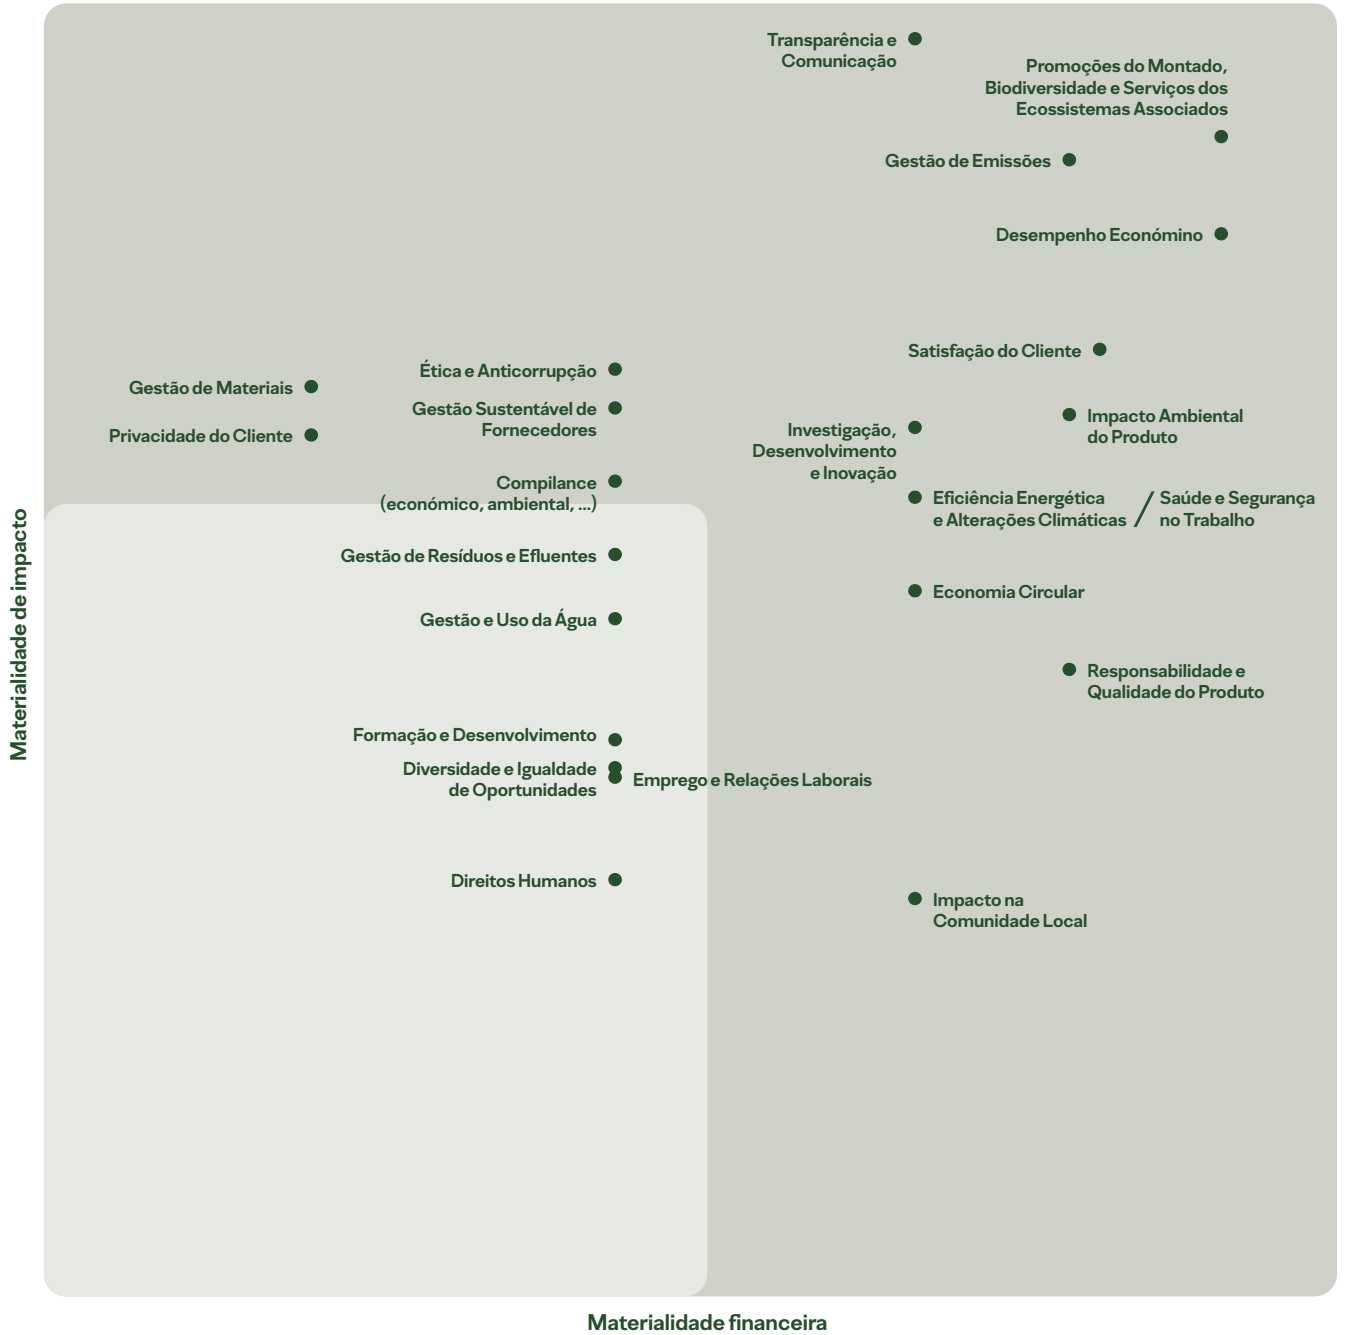 Transparência e
Comunicação
Promoções do Montado,
Biodiversidade e Serviços dos
Ecossistemas Associados
Gestão de Emissões
Desempenho Económino
Satisfação do Cliente
Ética e Anticorrupção
Gestão de Materiais
Gestão Sustentável de
Fornecedores
Privacidade do Cliente
Impacto Ambiental
do Produto
Investigação,
Desenvolvimento
e Inovação
Compilance
(económico, ambiental, ...)
Eficiência Energética
e Alterações Climáticas
/
Saúde e Segurança
no Trabalho
Gestão de Resíduos e Efluentes
Economia Circular
Gestão e Uso da Água
Responsabilidade e
Qualidade do Produto
Formação e Desenvolvimento
Diversidade e Igualdade
de Oportunidades
Emprego e Relações Laborais
Direitos Humanos
Impacto na
Comunidade Local
Materialidade de impacto
Materialidade financeira